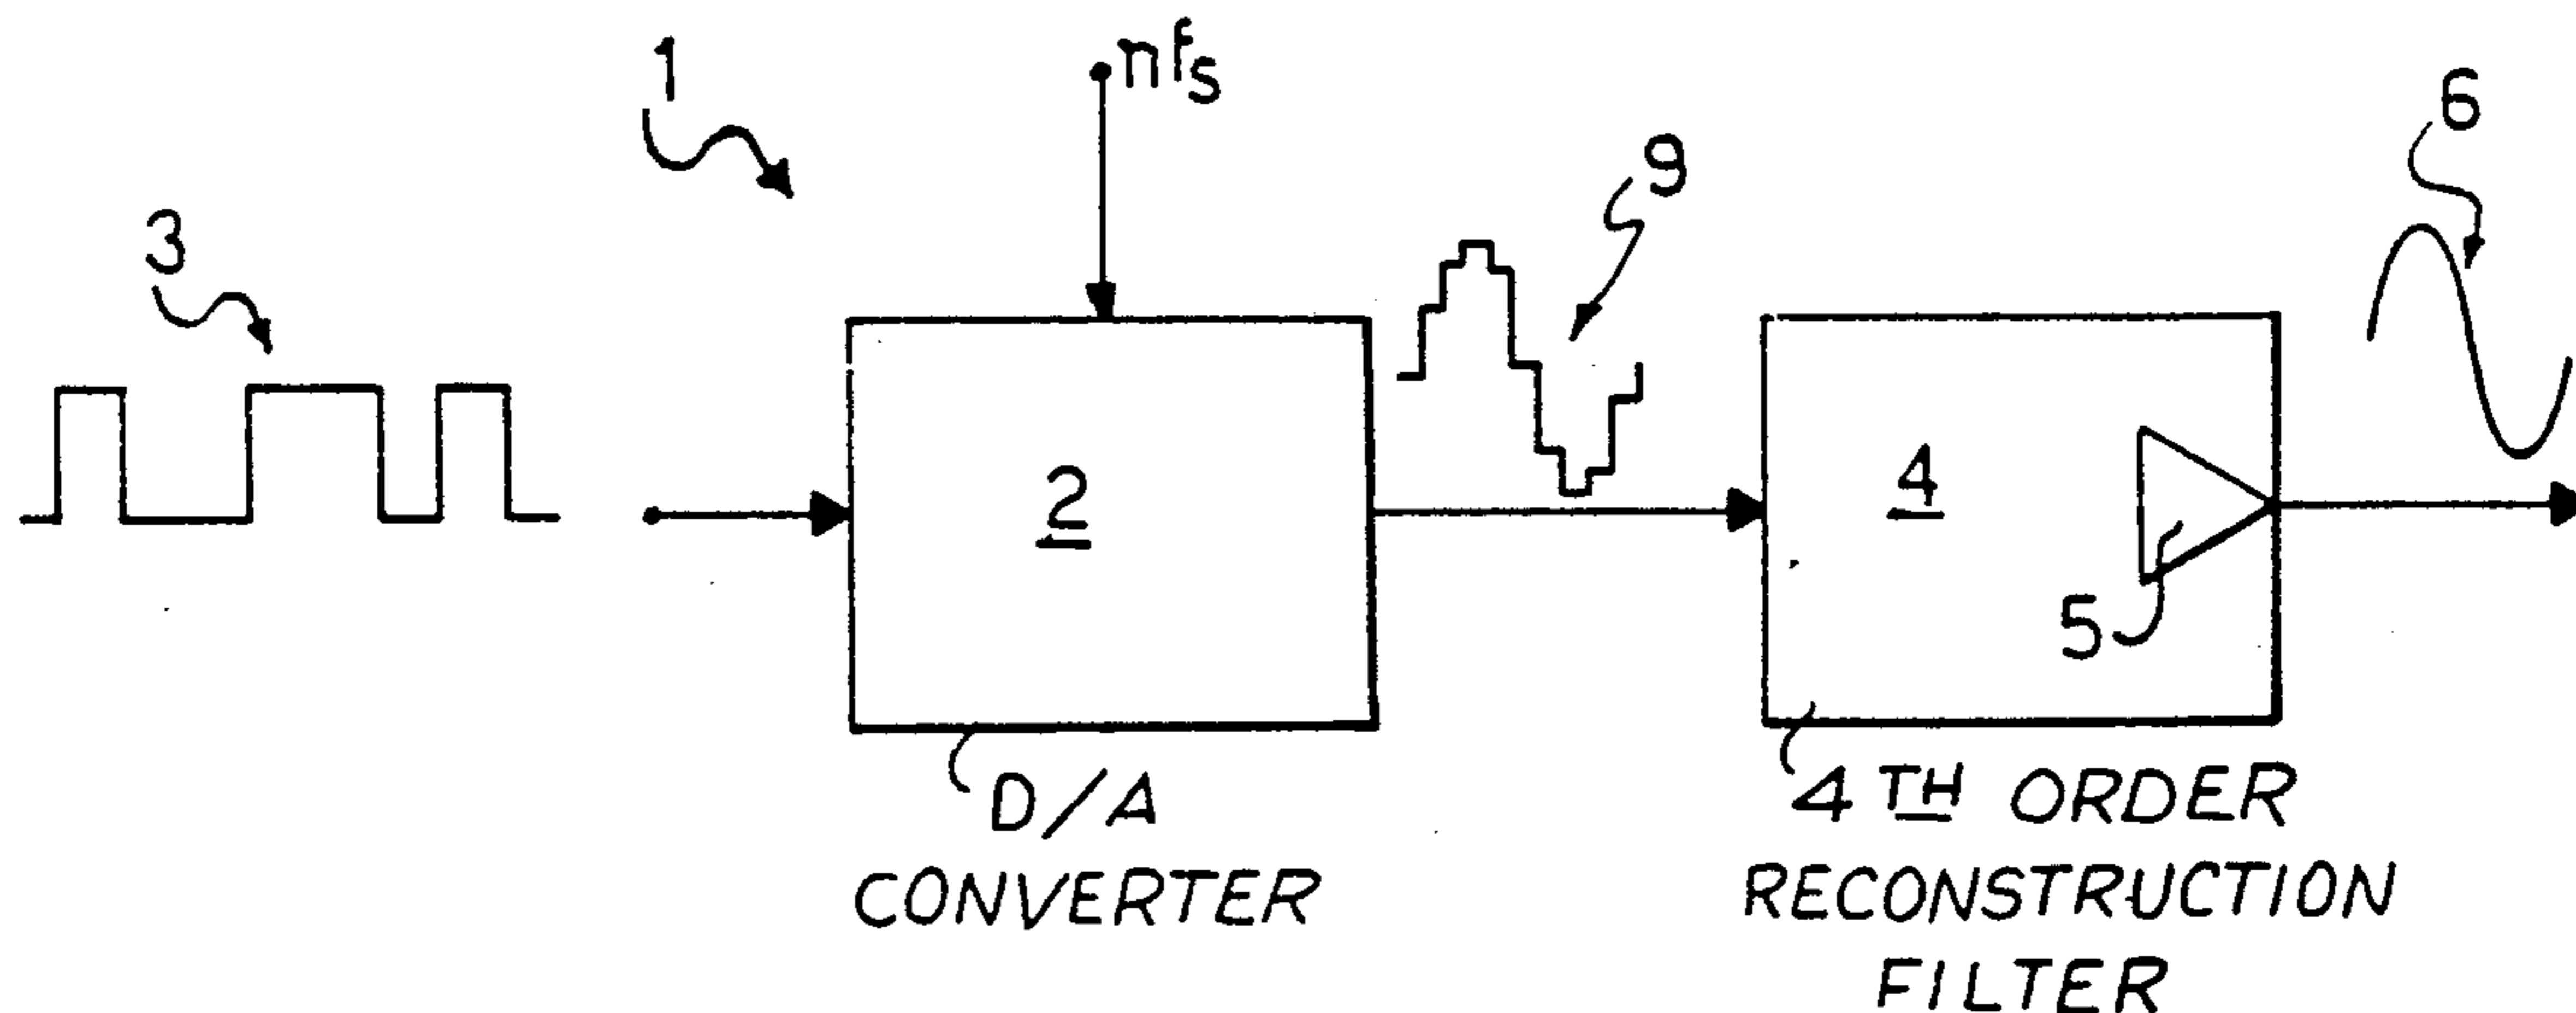 1
nfs
3
9
6
2
4
5
D/A
CONVERTER
4TH ORDER
RECONSTRUCTION
FILTER